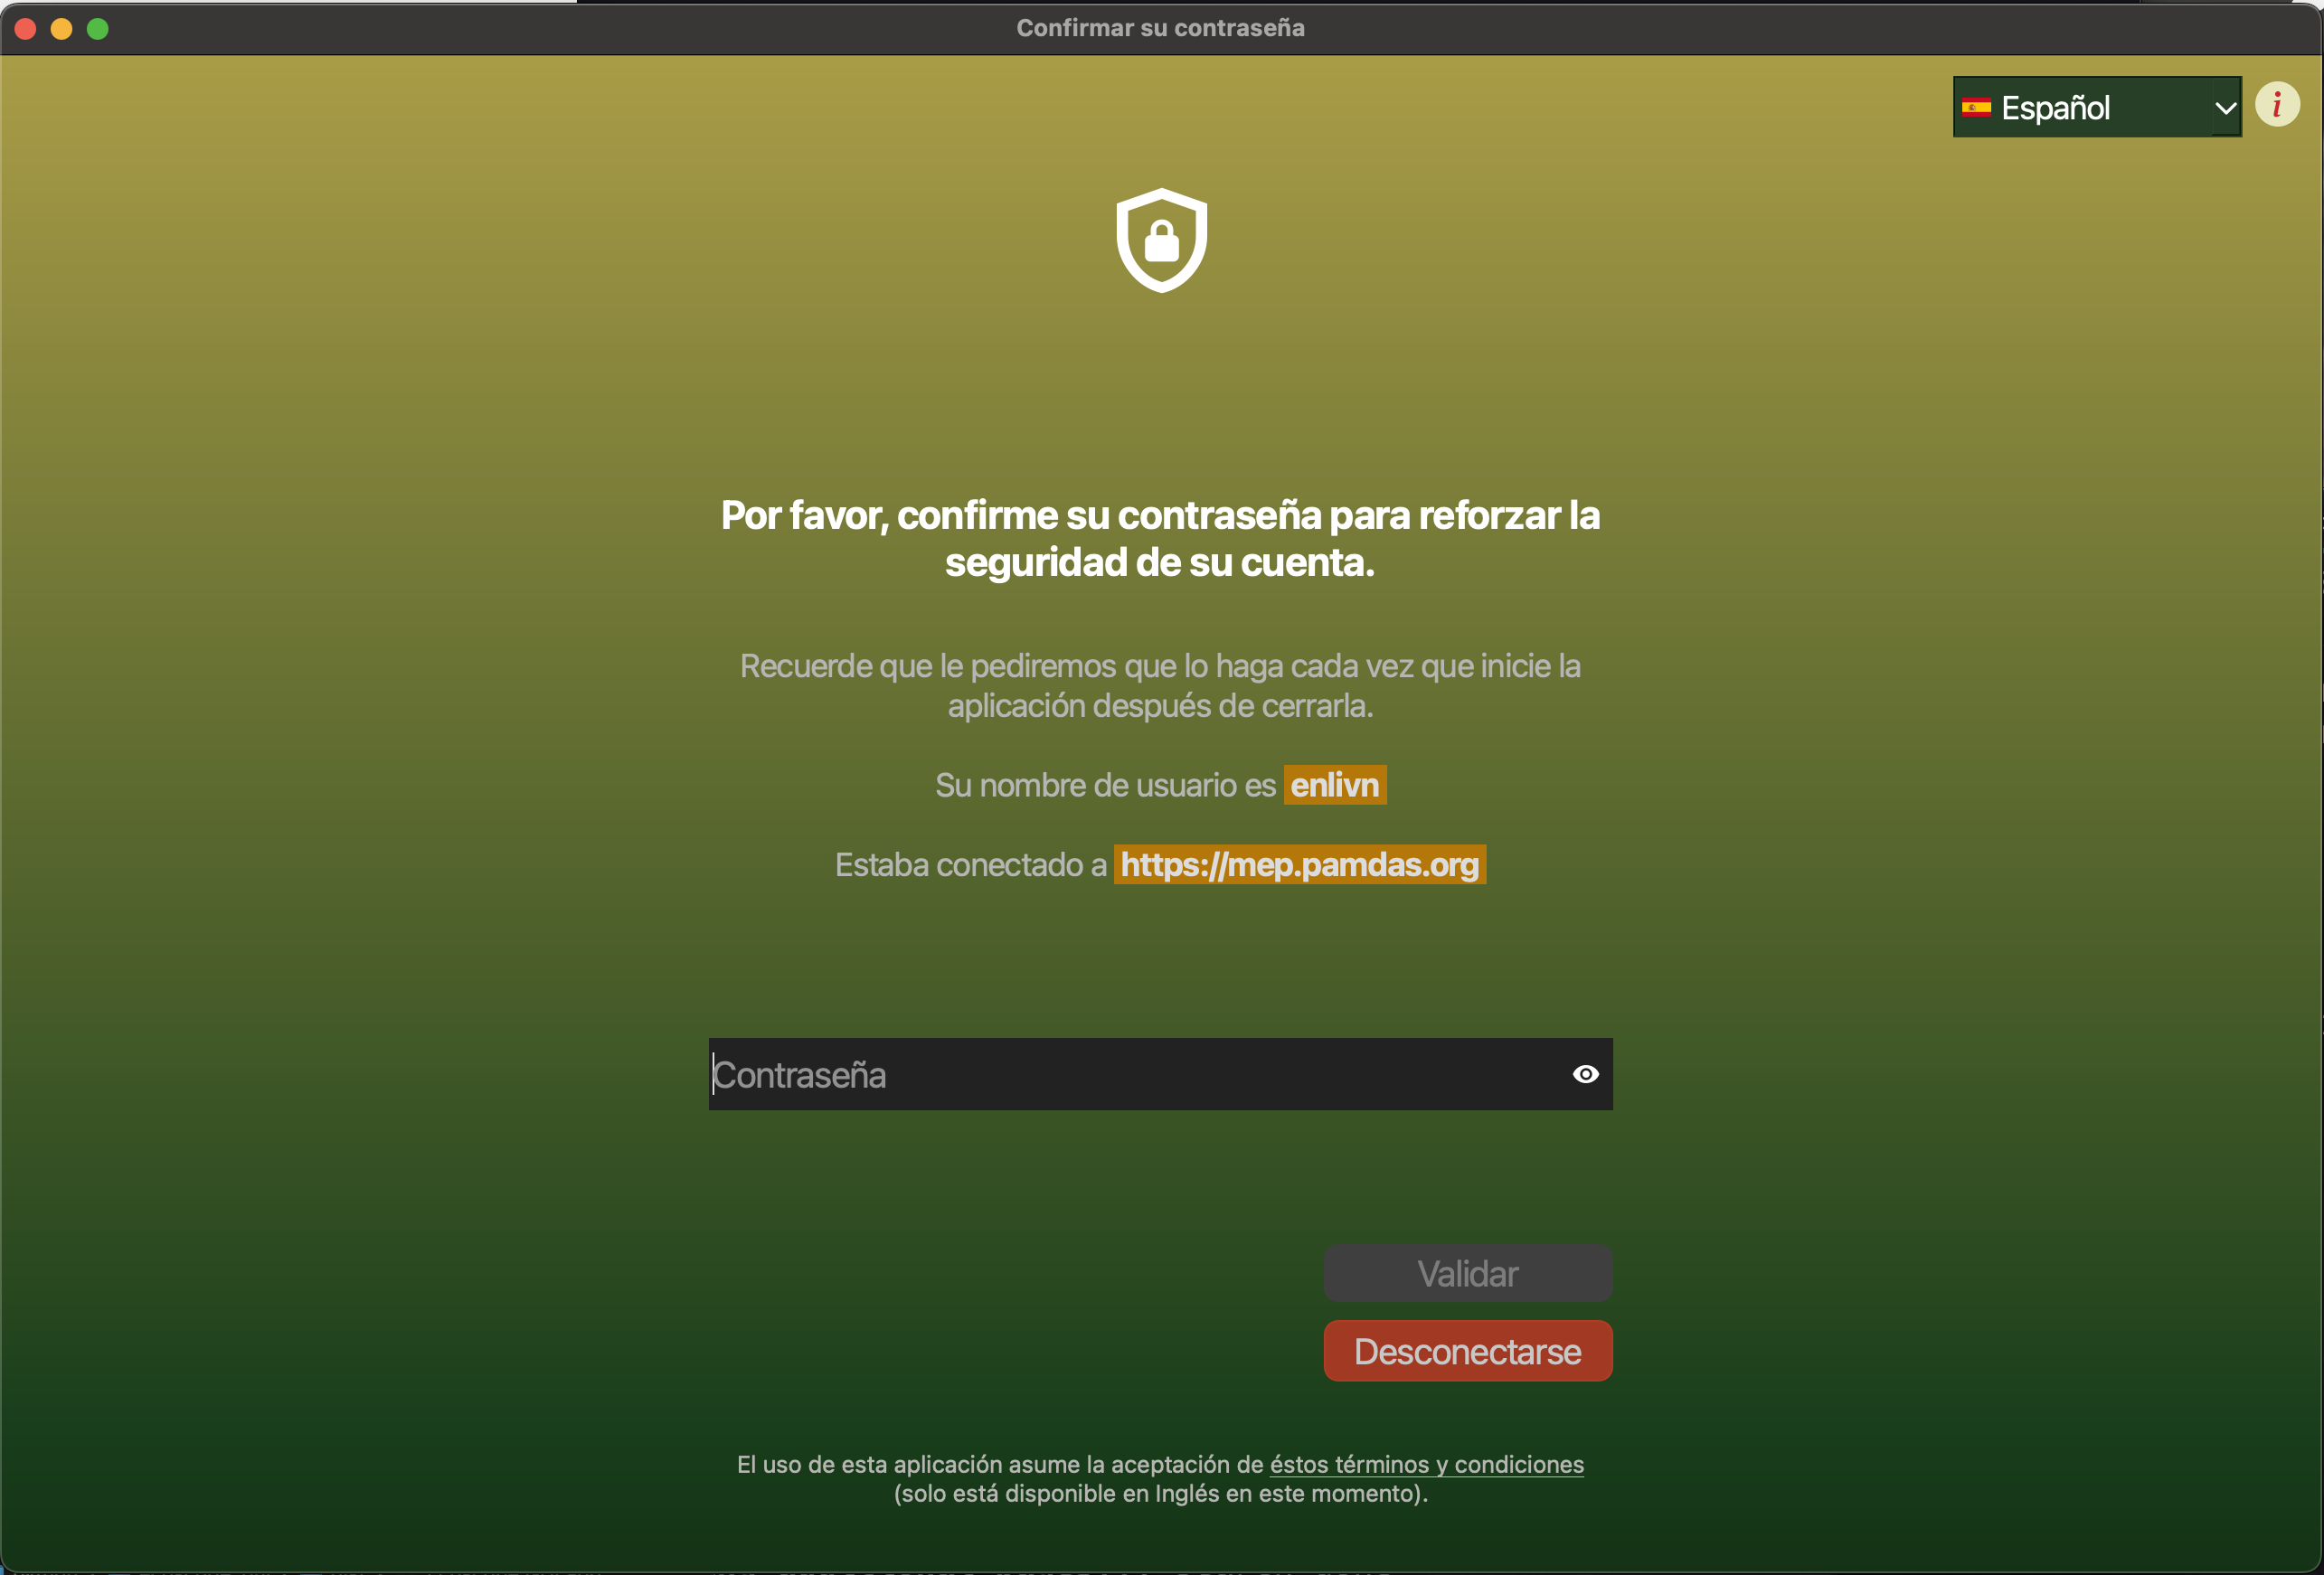 Confirmar su contraseña
Español
i
Por favor, confirme su contraseña para reforzar la
seguridad de su cuenta.
Recuerde que le pediremos que lo haga cada vez que inicie la
aplicación después de cerrarla.
Su nombre de usuario es enlivn
Estaba conectado a https://mep.pamdas.org
Contraseña
Validar
Desconectarse
El uso de esta aplicación asume la aceptación de éstos términos y condiciones
(solo está disponible en Inglés en este momento).